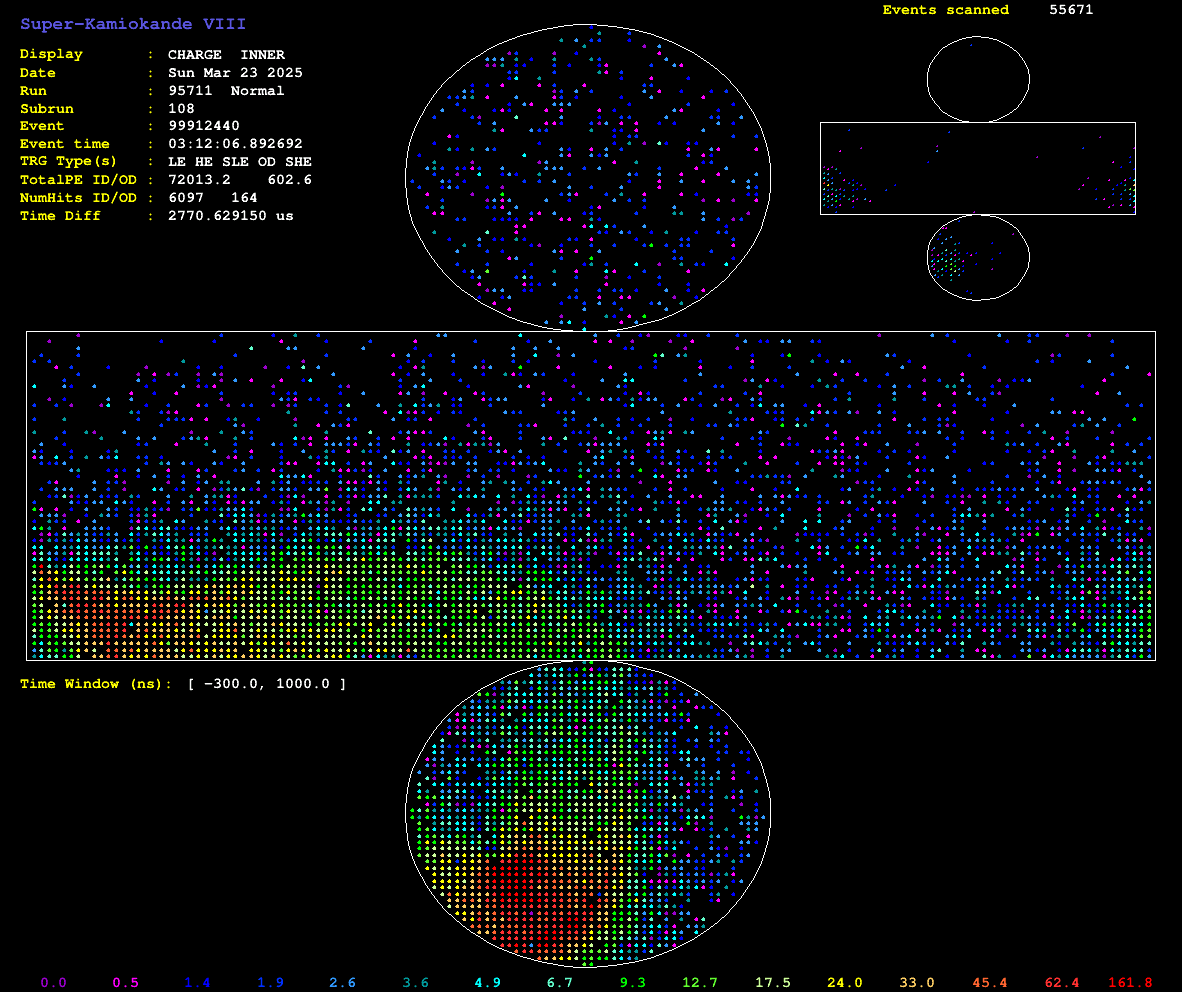 Super-Kamiokande VIII
Events scanned 55671
Display : CHARGE INNER
Date : Sun Mar 23 2025
Run : 95711 Normal
Subrun : 108
Event : 99912440
Event time : 03:12:06.892692
TRG Type(s) : LE HE SLE OD SHE
TotalPE ID/OD : 72013.2 602.6
NumHits ID/OD : 6097 164
Time Diff : 2770.629150 us
Time Window (ns): [ -300.0, 1000.0 ]
0.0 0.5 1.4 1.9 2.6 3.6 4.9 6.7 9.3 12.7 17.5 24.0 33.0 45.4 62.4 161.8